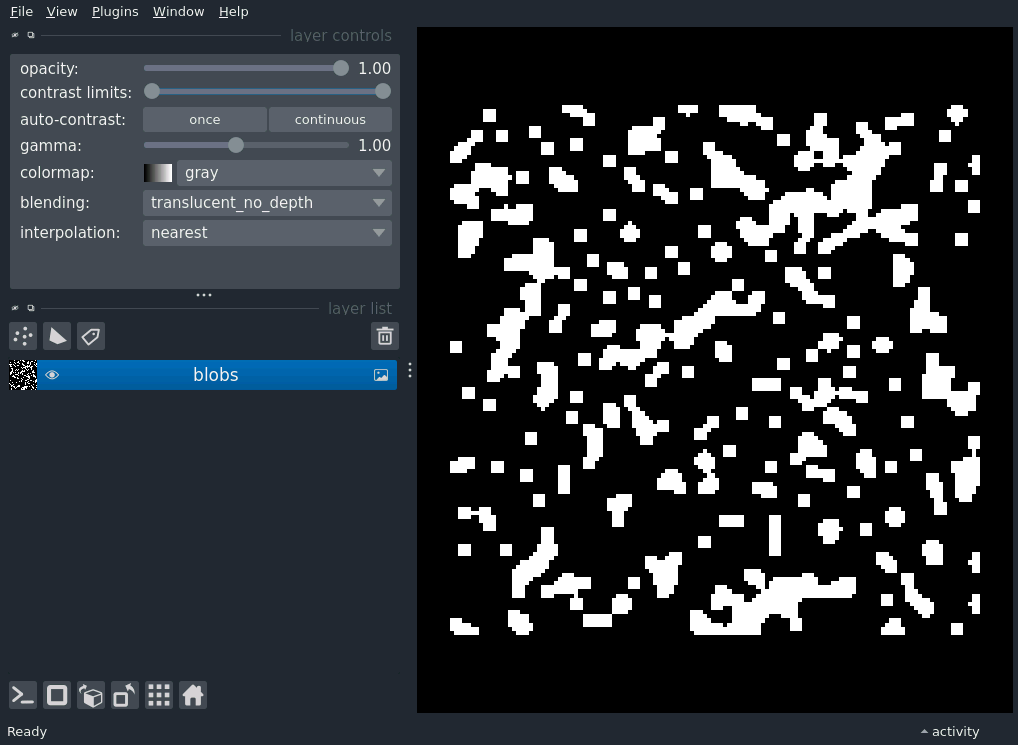 File View Plugins Window Help
layer controls
opacity: 1.00
contrast limits:
auto-contrast: once continuous
gamma: 1.00
colormap: gray
blending: translucent_no_depth
interpolation: nearest
layer list
blobs
Ready activity